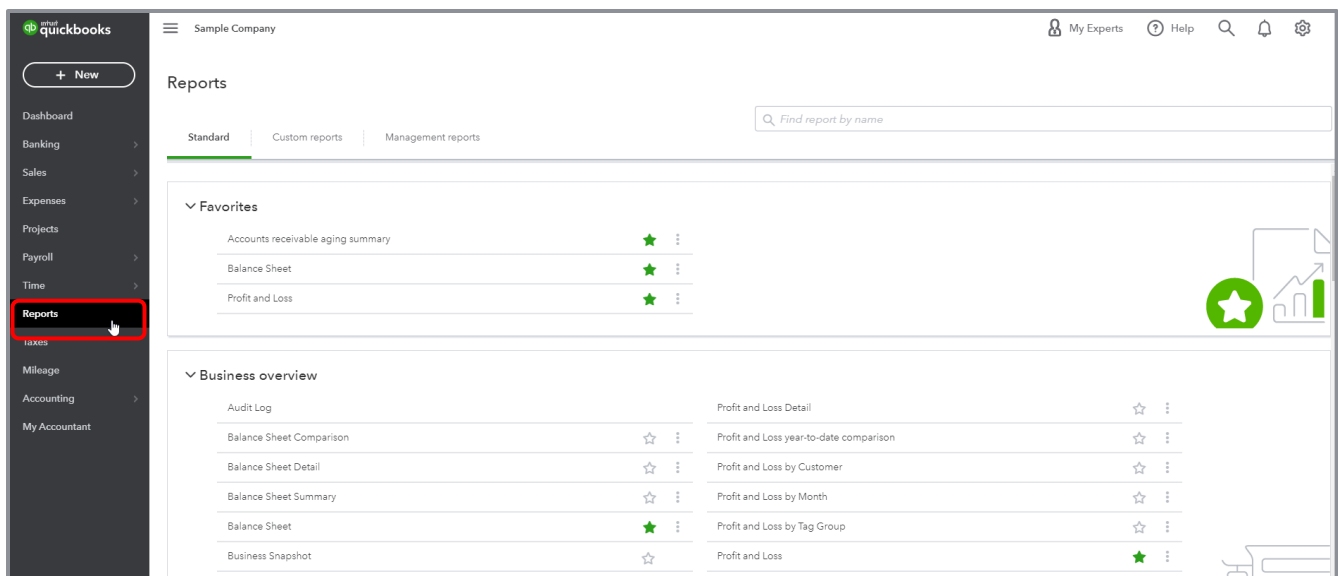 intuit
quickbooks
Sample Company
My Experts
Help
+ New
Reports
Dashboard
Banking
Sales
Expenses
Projects
Payroll
Time
Reports
Taxes
Mileage
Accounting
My Accountant
Find report by name
Standard
Custom reports
Management reports
Favorites
Accounts receivable aging summary
Balance Sheet
Profit and Loss
Business overview
Audit Log
Profit and Loss Detail
Balance Sheet Comparison
Profit and Loss year-to-date comparison
Balance Sheet Detail
Profit and Loss by Customer
Balance Sheet Summary
Profit and Loss by Month
Balance Sheet
Profit and Loss by Tag Group
Business Snapshot
Profit and Loss